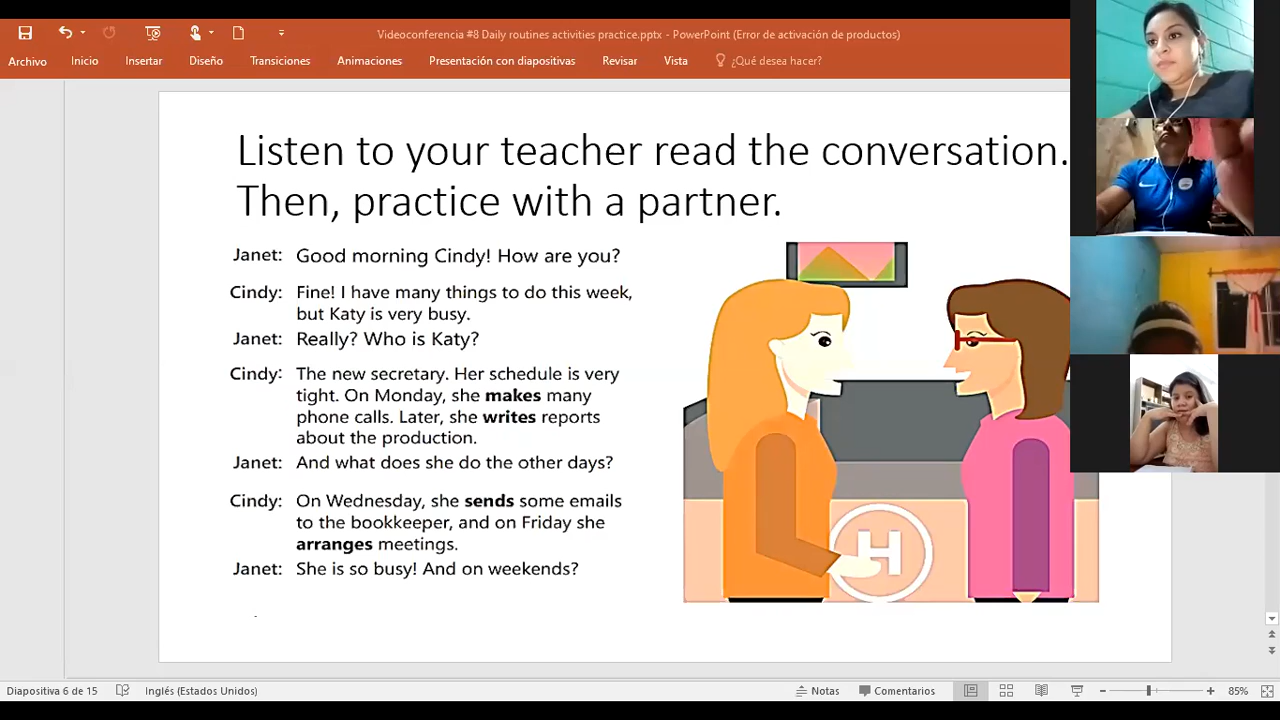 Videoconferencia #8 Daily routines activities practice.pptx - PowerPoint (Error de activación de productos)
Archivo Inicio Insertar Diseño Transiciones Animaciones Presentación con diapositivas Revisar Vista ¿Qué desea hacer?
Listen to your teacher read the conversation.
Then, practice with a partner.
Janet: Good morning Cindy! How are you?
Cindy: Fine! I have many things to do this week,
but Katy is very busy.
Janet: Really? Who is Katy?
Cindy: The new secretary. Her schedule is very
tight. On Monday, she makes many
phone calls. Later, she writes reports
about the production.
Janet: And what does she do the other days?
Cindy: On Wednesday, she sends some emails
to the bookkeeper, and on Friday she
arranges meetings.
Janet: She is so busy! And on weekends?
H
Diapositiva 6 de 15 Inglés (Estados Unidos) Notas Comentarios 85%